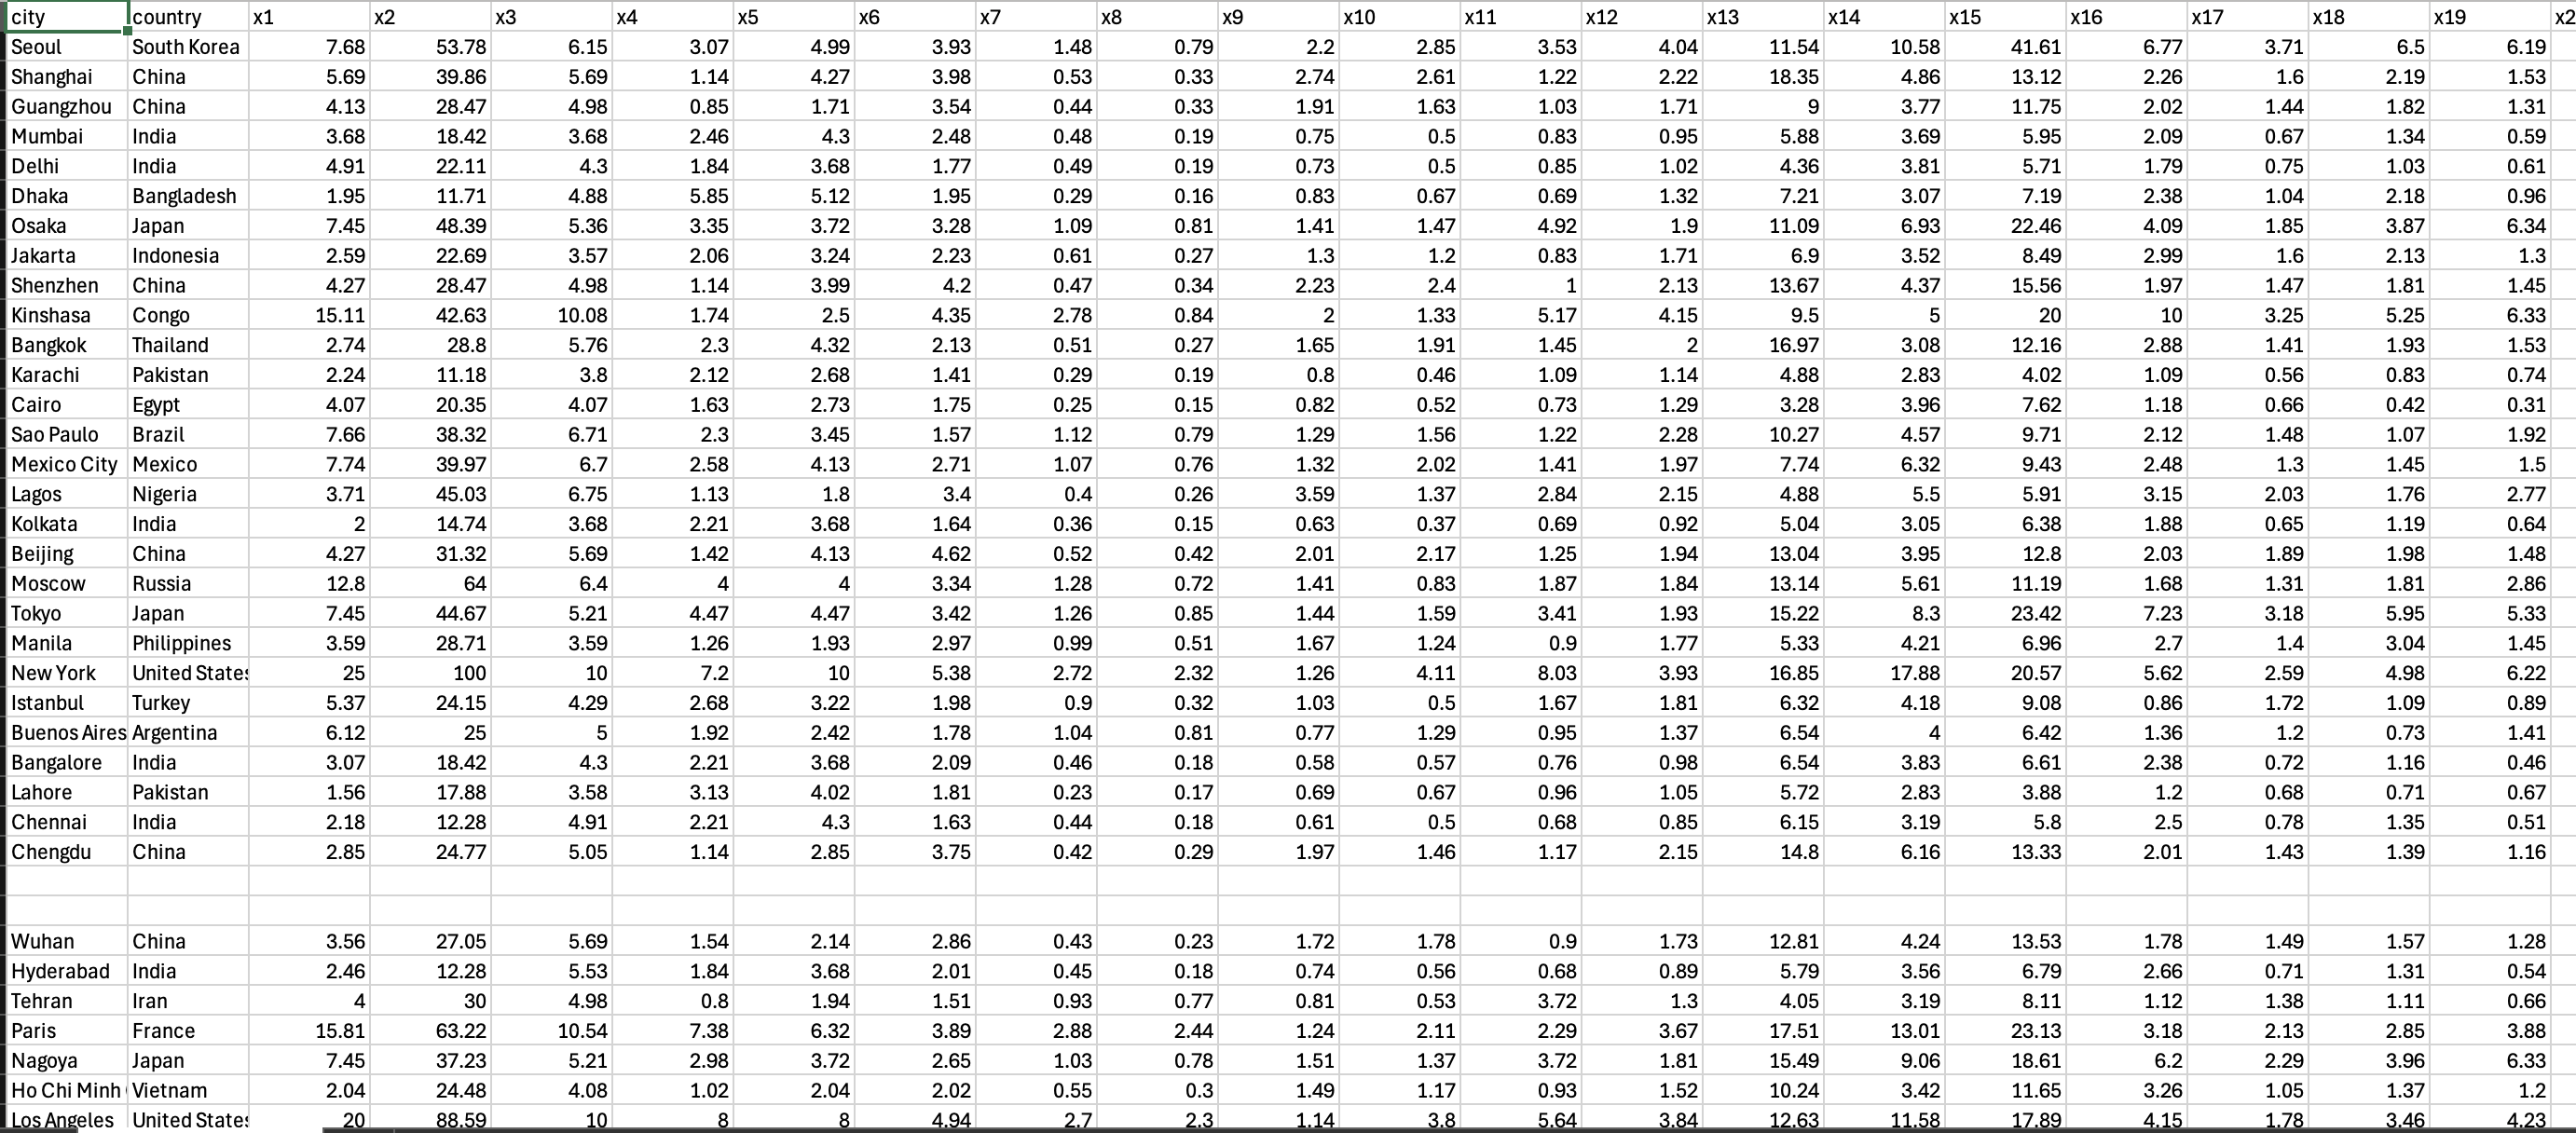 city country x1 x2 x3 x4 x5 x6 x7 x8 x9 x10 x11 x12 x13 x14 x15 x16 x17 x18 x19 x2
Seoul South Korea 7.68 53.78 6.15 3.07 4.99 3.93 1.48 0.79 2.2 2.85 3.53 4.04 11.54 10.58 41.61 6.77 3.71 6.5 6.19
Shanghai China 5.69 39.86 5.69 1.14 4.27 3.98 0.53 0.33 2.74 2.61 1.22 2.22 18.35 4.86 13.12 2.26 1.6 2.19 1.53
Guangzhou China 4.13 28.47 4.98 0.85 1.71 3.54 0.44 0.33 1.91 1.63 1.03 1.71 9 3.77 11.75 2.02 1.44 1.82 1.31
Mumbai India 3.68 18.42 3.68 2.46 4.3 2.48 0.48 0.19 0.75 0.5 0.83 0.95 5.88 3.69 5.95 2.09 0.67 1.34 0.59
Delhi India 4.91 22.11 4.3 1.84 3.68 1.77 0.49 0.19 0.73 0.5 0.85 1.02 4.36 3.81 5.71 1.79 0.75 1.03 0.61
Dhaka Bangladesh 1.95 11.71 4.88 5.85 5.12 1.95 0.29 0.16 0.83 0.67 0.69 1.32 7.21 3.07 7.19 2.38 1.04 2.18 0.96
Osaka Japan 7.45 48.39 5.36 3.35 3.72 3.28 1.09 0.81 1.41 1.47 4.92 1.9 11.09 6.93 22.46 4.09 1.85 3.87 6.34
Jakarta Indonesia 2.59 22.69 3.57 2.06 3.24 2.23 0.61 0.27 1.3 1.2 0.83 1.71 6.9 3.52 8.49 2.99 1.6 2.13 1.3
Shenzhen China 4.27 28.47 4.98 1.14 3.99 4.2 0.47 0.34 2.23 2.4 1 2.13 13.67 4.37 15.56 1.97 1.47 1.81 1.45
Kinshasa Congo 15.11 42.63 10.08 1.74 2.5 4.35 2.78 0.84 2 1.33 5.17 4.15 9.5 5 20 10 3.25 5.25 6.33
Bangkok Thailand 2.74 28.8 5.76 2.3 4.32 2.13 0.51 0.27 1.65 1.91 1.45 2 16.97 3.08 12.16 2.88 1.41 1.93 1.53
Karachi Pakistan 2.24 11.18 3.8 2.12 2.68 1.41 0.29 0.19 0.8 0.46 1.09 1.14 4.88 2.83 4.02 1.09 0.56 0.83 0.74
Cairo Egypt 4.07 20.35 4.07 1.63 2.73 1.75 0.25 0.15 0.82 0.52 0.73 1.29 3.28 3.96 7.62 1.18 0.66 0.42 0.31
Sao Paulo Brazil 7.66 38.32 6.71 2.3 3.45 1.57 1.12 0.79 1.29 1.56 1.22 2.28 10.27 4.57 9.71 2.12 1.48 1.07 1.92
Mexico City Mexico 7.74 39.97 6.7 2.58 4.13 2.71 1.07 0.76 1.32 2.02 1.41 1.97 7.74 6.32 9.43 2.48 1.3 1.45 1.5
Lagos Nigeria 3.71 45.03 6.75 1.13 1.8 3.4 0.4 0.26 3.59 1.37 2.84 2.15 4.88 5.5 5.91 3.15 2.03 1.76 2.77
Kolkata India 2 14.74 3.68 2.21 3.68 1.64 0.36 0.15 0.63 0.37 0.69 0.92 5.04 3.05 6.38 1.88 0.65 1.19 0.64
Beijing China 4.27 31.32 5.69 1.42 4.13 4.62 0.52 0.42 2.01 2.17 1.25 1.94 13.04 3.95 12.8 2.03 1.89 1.98 1.48
Moscow Russia 12.8 64 6.4 4 4 3.34 1.28 0.72 1.41 0.83 1.87 1.84 13.14 5.61 11.19 1.68 1.31 1.81 2.86
Tokyo Japan 7.45 44.67 5.21 4.47 4.47 3.42 1.26 0.85 1.44 1.59 3.41 1.93 15.22 8.3 23.42 7.23 3.18 5.95 5.33
Manila Philippines 3.59 28.71 3.59 1.26 1.93 2.97 0.99 0.51 1.67 1.24 0.9 1.77 5.33 4.21 6.96 2.7 1.4 3.04 1.45
New York United States 25 100 10 7.2 10 5.38 2.72 2.32 1.26 4.11 8.03 3.93 16.85 17.88 20.57 5.62 2.59 4.98 6.22
Istanbul Turkey 5.37 24.15 4.29 2.68 3.22 1.98 0.9 0.32 1.03 0.5 1.67 1.81 6.32 4.18 9.08 0.86 1.72 1.09 0.89
Buenos Aires Argentina 6.12 25 5 1.92 2.42 1.78 1.04 0.81 0.77 1.29 0.95 1.37 6.54 4 6.42 1.36 1.2 0.73 1.41
Bangalore India 3.07 18.42 4.3 2.21 3.68 2.09 0.46 0.18 0.58 0.57 0.76 0.98 6.54 3.83 6.61 2.38 0.72 1.16 0.46
Lahore Pakistan 1.56 17.88 3.58 3.13 4.02 1.81 0.23 0.17 0.69 0.67 0.96 1.05 5.72 2.83 3.88 1.2 0.68 0.71 0.67
Chennai India 2.18 12.28 4.91 2.21 4.3 1.63 0.44 0.18 0.61 0.5 0.68 0.85 6.15 3.19 5.8 2.5 0.78 1.35 0.51
Chengdu China 2.85 24.77 5.05 1.14 2.85 3.75 0.42 0.29 1.97 1.46 1.17 2.15 14.8 6.16 13.33 2.01 1.43 1.39 1.16
Wuhan China 3.56 27.05 5.69 1.54 2.14 2.86 0.43 0.23 1.72 1.78 0.9 1.73 12.81 4.24 13.53 1.78 1.49 1.57 1.28
Hyderabad India 2.46 12.28 5.53 1.84 3.68 2.01 0.45 0.18 0.74 0.56 0.68 0.89 5.79 3.56 6.79 2.66 0.71 1.31 0.54
Tehran Iran 4 30 4.98 0.8 1.94 1.51 0.93 0.77 0.81 0.53 3.72 1.3 4.05 3.19 8.11 1.12 1.38 1.11 0.66
Paris France 15.81 63.22 10.54 7.38 6.32 3.89 2.88 2.44 1.24 2.11 2.29 3.67 17.51 13.01 23.13 3.18 2.13 2.85 3.88
Nagoya Japan 7.45 37.23 5.21 2.98 3.72 2.65 1.03 0.78 1.51 1.37 3.72 1.81 15.49 9.06 18.61 6.2 2.29 3.96 6.33
Ho Chi Minh Vietnam 2.04 24.48 4.08 1.02 2.04 2.02 0.55 0.3 1.49 1.17 0.93 1.52 10.24 3.42 11.65 3.26 1.05 1.37 1.2
Los Angeles United States 20 88.59 10 8 8 4.94 2.7 2.3 1.14 3.8 5.64 3.84 12.63 11.58 17.89 4.15 1.78 3.46 4.23